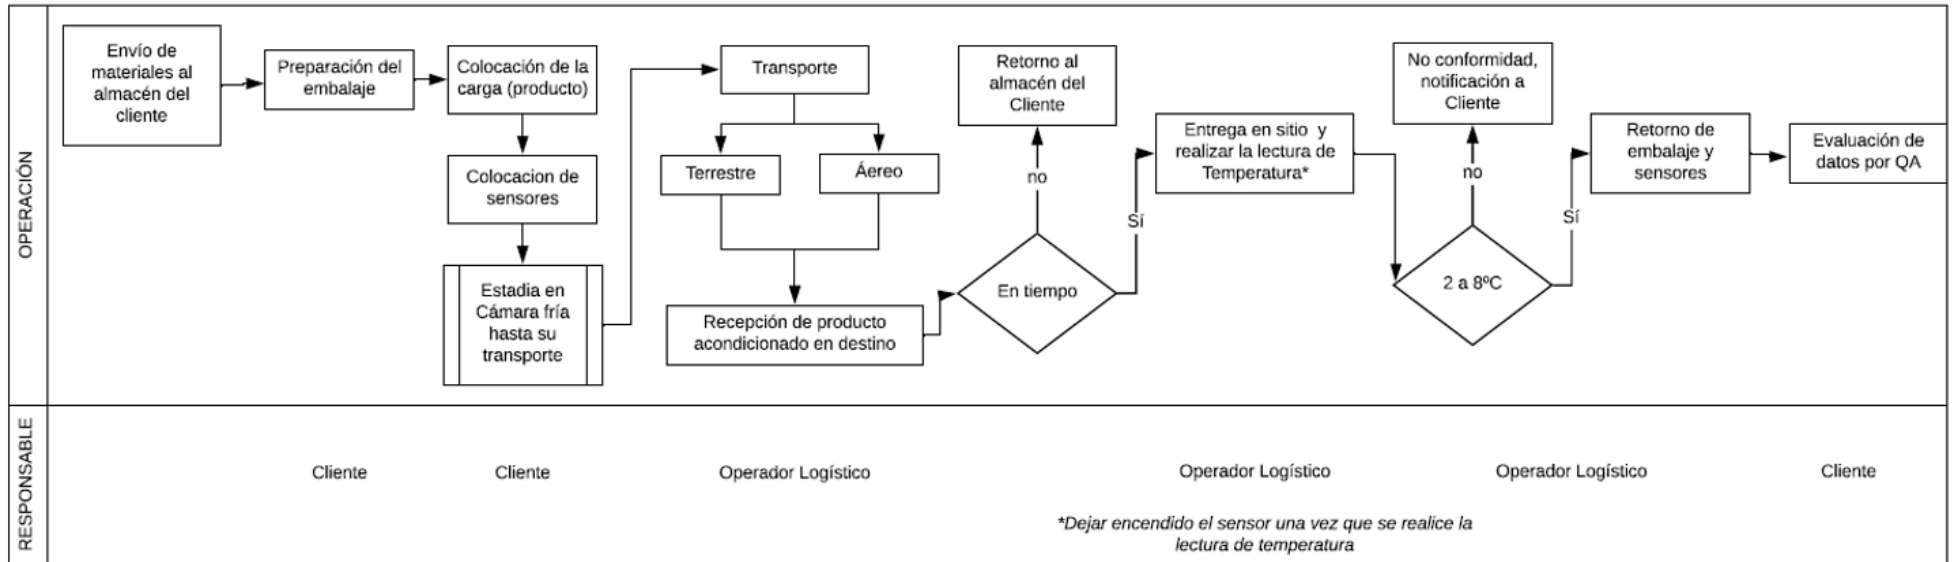 OPERACIÓN
Envío de
materiales al
almacén del
cliente
Preparación del
embalaje
Colocación de la
carga (producto)
Colocacion de
sensores
Estadia en
Cámara fría
hasta su
transporte
Transporte
Terrestre
Áereo
Recepción de producto
acondicionado en destino
En tiempo
no
Retorno al
almacén del
Cliente
Sí
Entrega en sitio y
realizar la lectura de
Temperatura*
2 a 8ºC
no
No conformidad,
notificación a
Cliente
Sí
Retorno de
embalaje y
sensores
Evaluación de
datos por QA
RESPONSABLE
Cliente
Cliente
Operador Logístico
Operador Logístico
Operador Logístico
Cliente
*Dejar encendido el sensor una vez que se realice la
lectura de temperatura